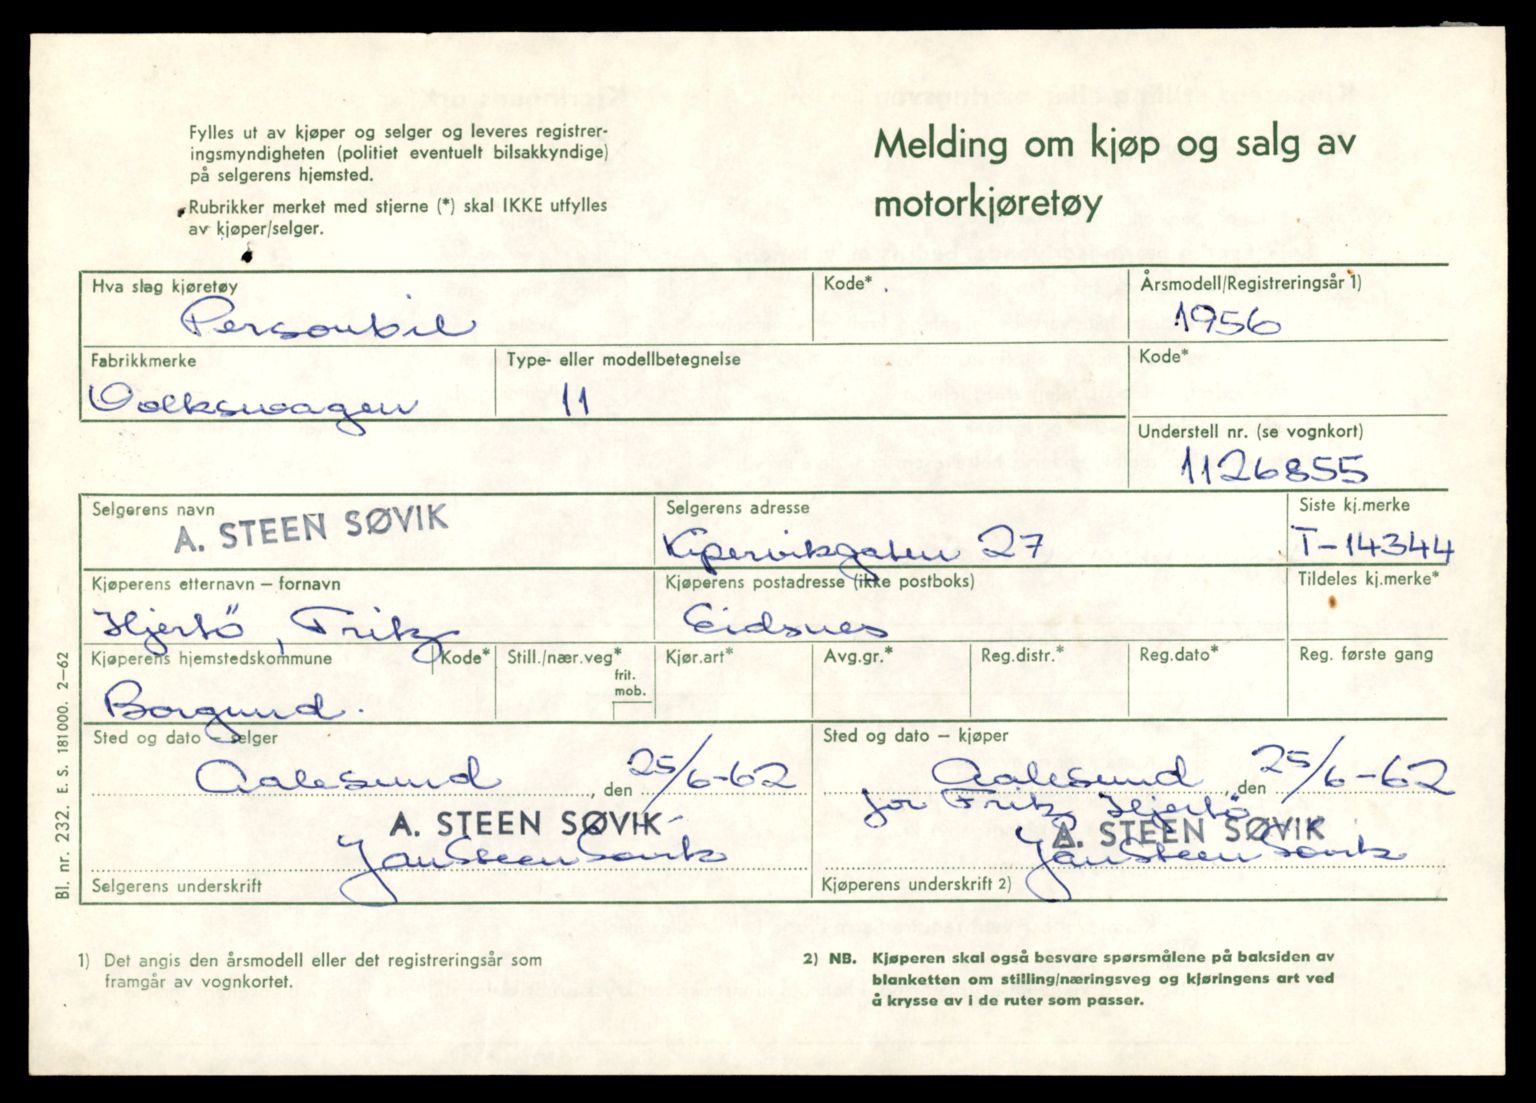 Fylles ut av kjøper og selger og leveres registrer-
ingsmyndigheten (politiet eventuelt bilsakkyndige)
på selgerens hjemsted.
Rubrikker merket med stjerne (*) skal IKKE utfylles
av kjøper/selger.
Melding om kjøp og salg av
motorkjøretøy
Hva slag kjøretøy
Personbil
Kode*
Årsmodell/Registreringsår 1)
1956
Fabrikkmerke
Volkswagen
Type- eller modellbetegnelse
11
Kode*
Understell nr. (se vognkort)
1126855
Selgerens navn
A. STEEN SØVIK
Selgerens adresse
Kipervikgaten 27
Siste kj.merke
T-14344
Kjøperens etternavn – fornavn
Hjertö, Fritz
Kjøperens postadresse (ikke postboks)
Eidsnes
Tildeles kj.merke*
Kjøperens hjemstedskommune
Borgund.
Kode*
Still./nær.veg*
frit.
mob.
Kjør.art*
Avg.gr.*
Reg.distr.*
Reg.dato*
Reg. første gang
Sted og dato – selger
Aalesund, den 25/6-62
A. STEEN SØVIK
Jan Steen Søvik
Selgerens underskrift
Sted og dato – kjøper
Aalesund, den 25/6-62
for Fritz Hjertö
A. STEEN SØVIK
Jan Steen Søvik
Kjøperens underskrift 2)
Bl. nr. 232. E. S. 181000. 2–62
1) Det angis den årsmodell eller det registreringsår som
framgår av vognkortet.
2) NB. Kjøperen skal også besvare spørsmålene på baksiden av
blanketten om stilling/næringsveg og kjøringens art ved
å krysse av i de ruter som passer.